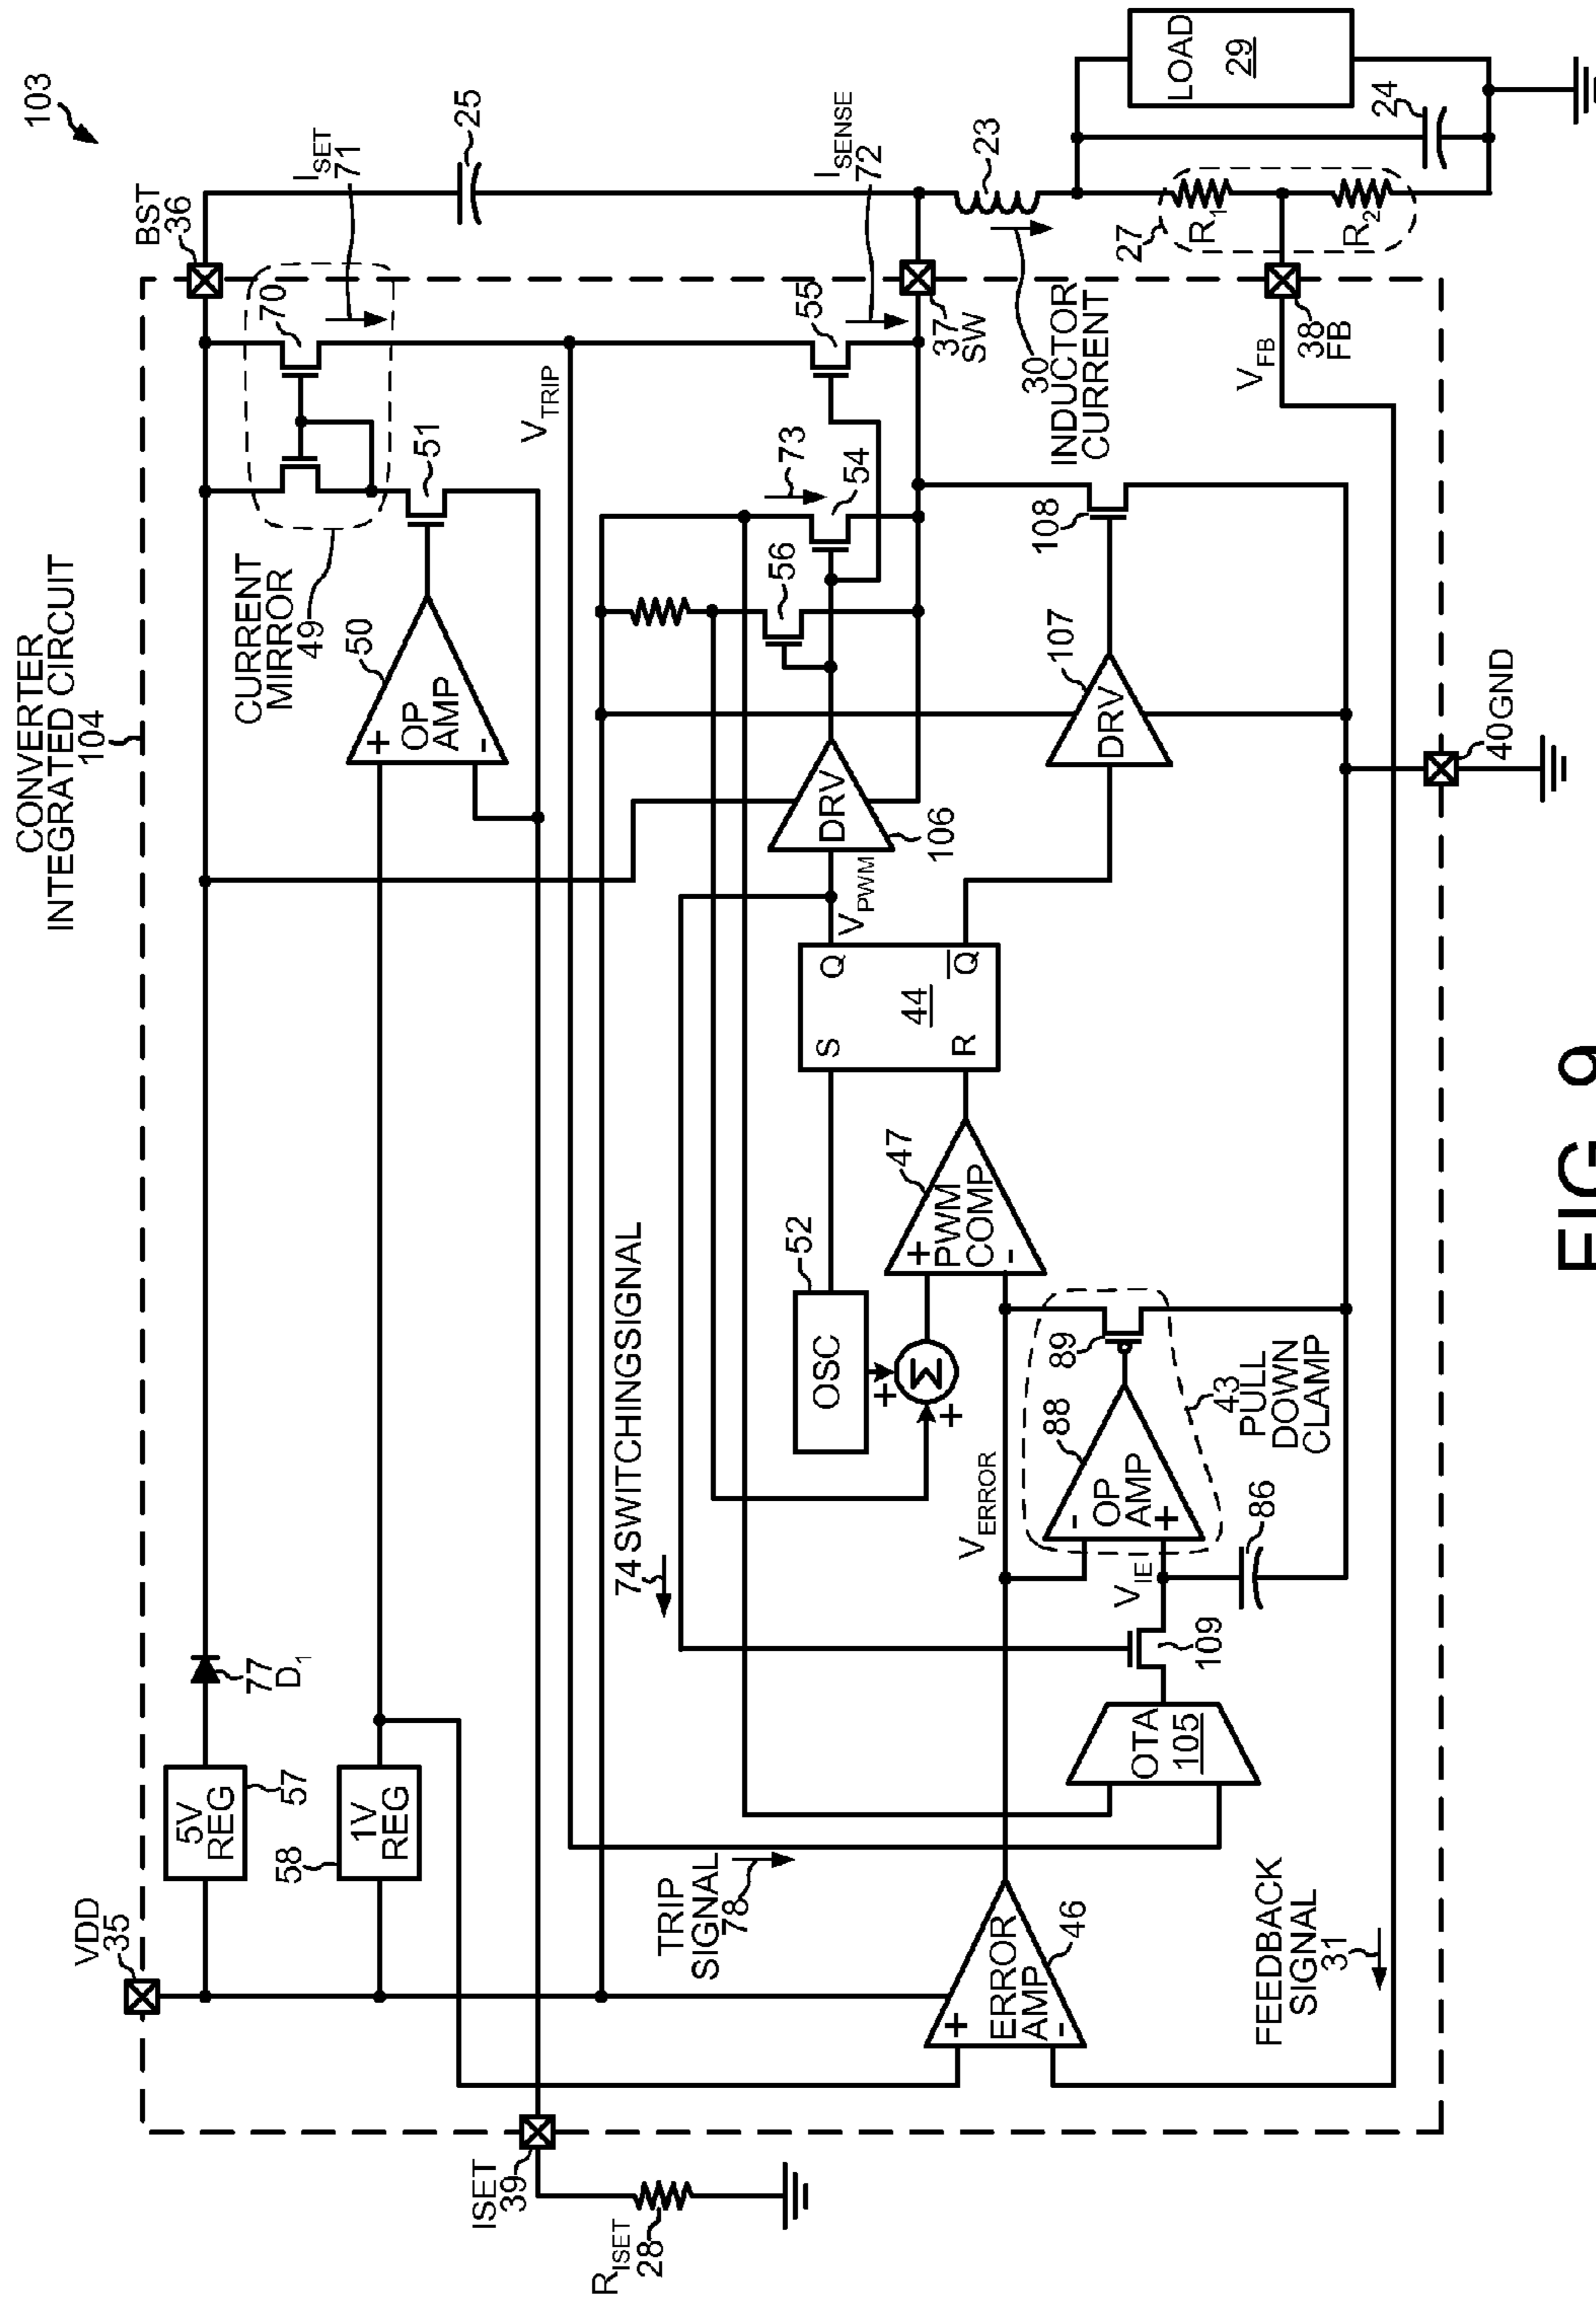 103
CONVERTER
INTEGRATED CIRCUIT
104
VDD
35
5V
REG
57
77
D1
BST
36
25
ISET
71
1V
REG
58
CURRENT
MIRROR
49
50
+
OP
AMP
-
51
70
VTRIP
ISET
39
RISET
28
74 SWITCHINGSIGNAL
TRIP
SIGNAL
78
73
54
55
56
ISENSE
72
37
SW
23
30
INDUCTOR
CURRENT
OSC
52
+
Σ
+
+
PWM
COMP
-
47
S
Q
44
R
Q
VPWM
DRV
106
DRV
107
108
ERROR
AMP
+
-
46
VERROR
OTA
105
109
VIE
86
-
OP
AMP
+
88
89
43
PULL
DOWN
CLAMP
FEEDBACK
SIGNAL
31
VFB
38
FB
27
R1
R2
24
LOAD
29
40 GND
FIG. 9